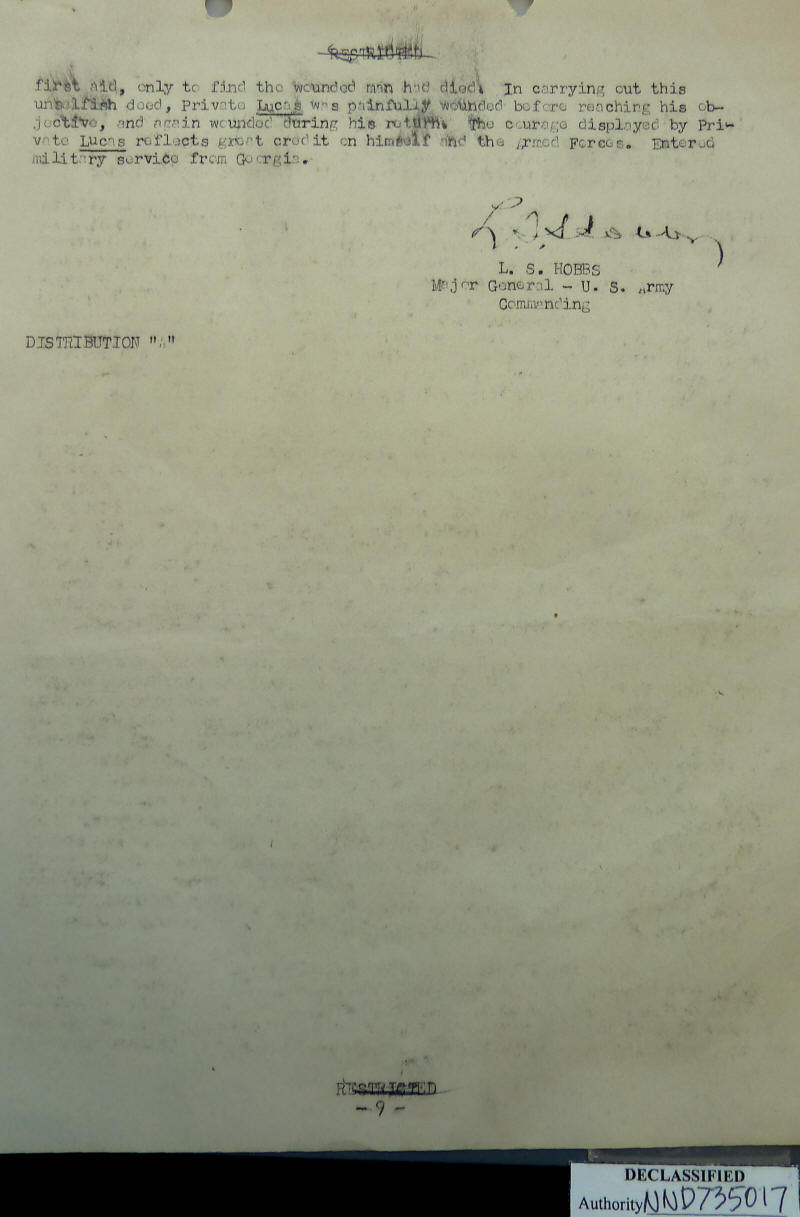 RESTRICTED
first aid, only to find the wounded man had died. In carrying out this
unselfish deed, Private Lucas was painfully wounded before reaching his ob-
jective, and again wounded during his return. The courage displayed by Pri-
vate Lucas reflects great credit on himself and the Armed Forces. Entered
military service from Georgia.
L. S. HOBBS
Major General - U. S. Army
Commanding
DISTRIBUTION "A"
RESTRICTED
- 9 -
DECLASSIFIED
Authority NND735017